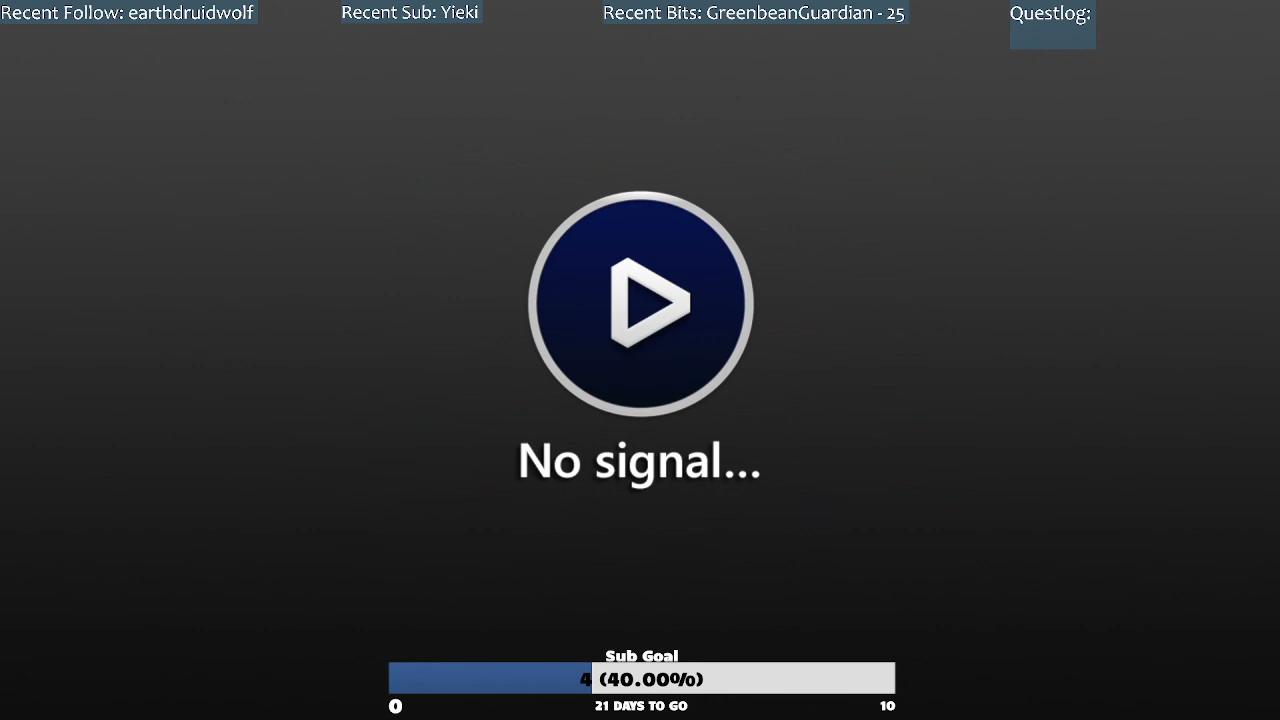 Recent Follow: earthdruidwolf
Recent Sub: Yieki
Recent Bits: GreenbeanGuardian - 25
Questlog:
No signal...
Sub Goal
4 (40.00%)
0
21 DAYS TO GO
10